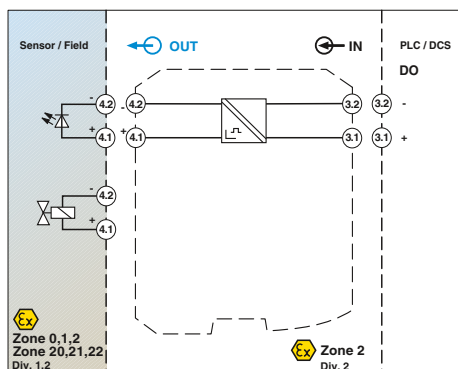 Sensor / Field
OUT
IN
PLC / DCS
DO
- 4.2 - 4.2 3.2 3.2 -
+ 4.1 + 4.1 3.1 3.1 +
- 4.2
+ 4.1
Ex
Zone 0,1,2
Zone 20,21,22
Div. 1,2
Ex Zone 2
Div. 2